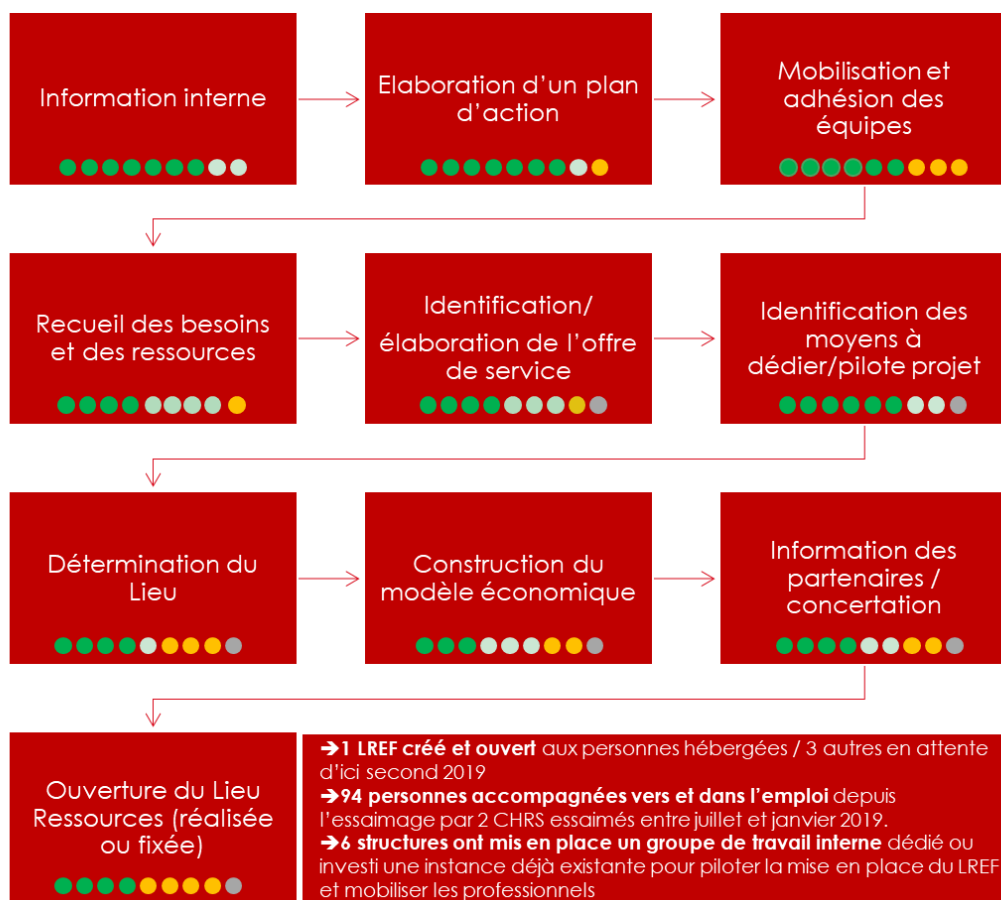 Information interne
Elaboration d’un plan
d’action
Mobilisation et
adhésion des
équipes
Recueil des besoins
et des ressources
Identification/
élaboration de l’offre
de service
Identification des
moyens à
dédier/pilote projet
Détermination du
Lieu
Construction du
modèle économique
Information des
partenaires /
concertation
Ouverture du Lieu
Ressources (réalisée
ou fixée)
➔1 LREF créé et ouvert aux personnes hébergées / 3 autres en attente
d’ici second 2019
➔94 personnes accompagnées vers et dans l’emploi depuis
l’essaimage par 2 CHRS essaimés entre juillet et janvier 2019.
➔6 structures ont mis en place un groupe de travail interne dédié ou
investi une instance déjà existante pour piloter la mise en place du LREF
et mobiliser les professionnels